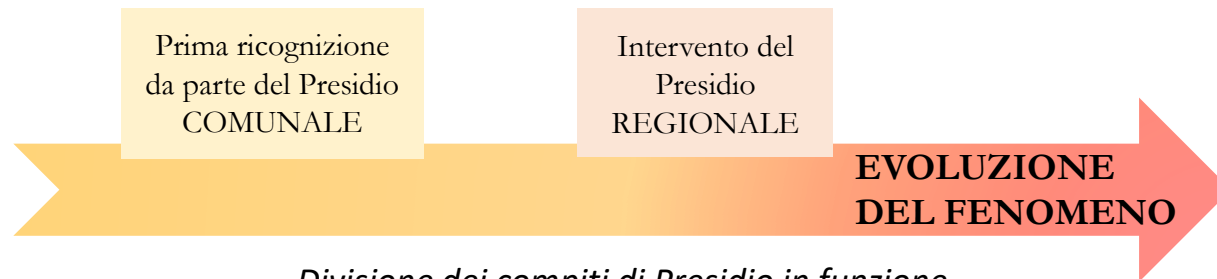 Prima ricognizione
da parte del Presidio
COMUNALE
Intervento del
Presidio
REGIONALE
EVOLUZIONE
DEL FENOMENO
Divisione dei compiti di Presidio in funzione